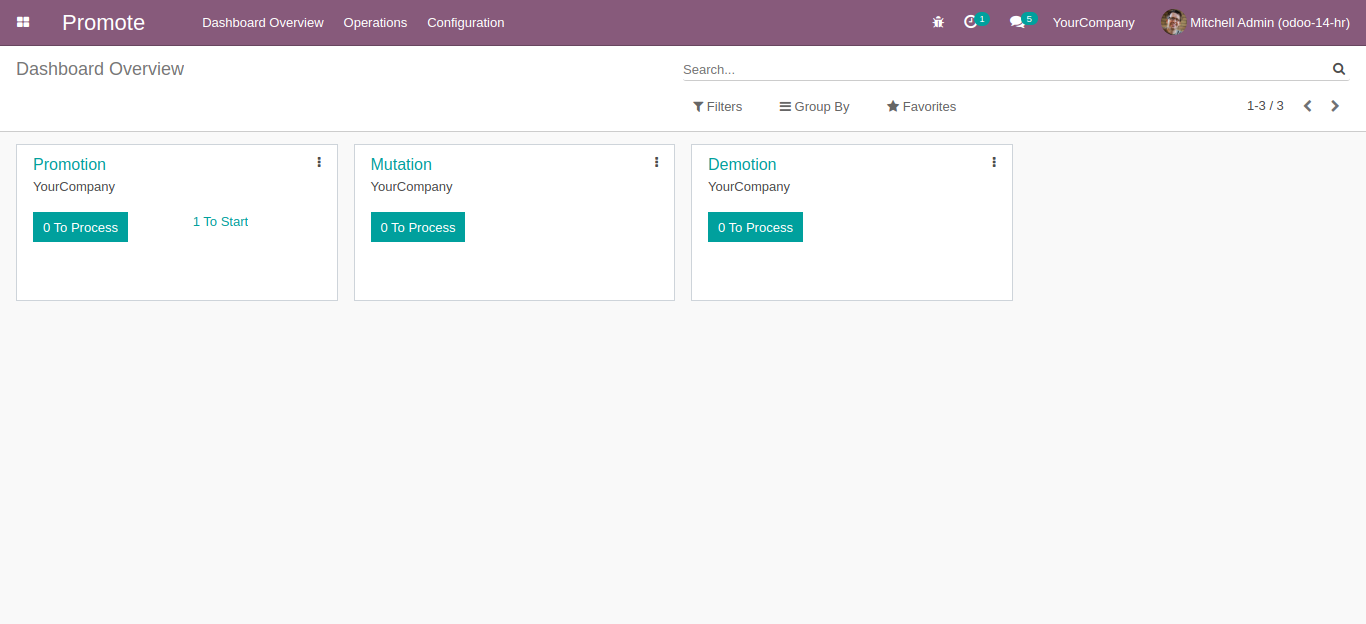 Promote Dashboard Overview Operations Configuration 1 5 YourCompany Mitchell Admin (odoo-14-hr)
Dashboard Overview
Search...
Filters Group By Favorites 1-3 / 3
Promotion
YourCompany
0 To Process 1 To Start
Mutation
YourCompany
0 To Process
Demotion
YourCompany
0 To Process